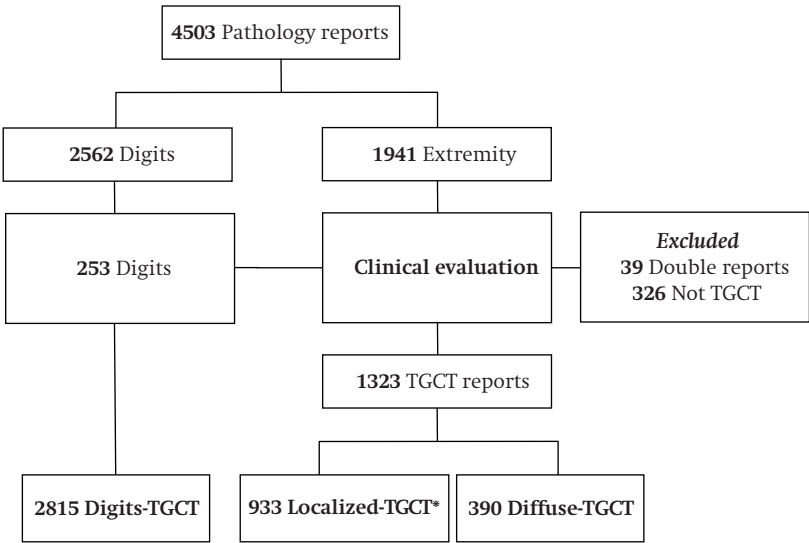 4503 Pathology reports
2562 Digits
1941 Extremity
253 Digits
Clinical evaluation
Excluded
39 Double reports
326 Not TGCT
1323 TGCT reports
2815 Digits-TGCT
933 Localized-TGCT*
390 Diffuse-TGCT